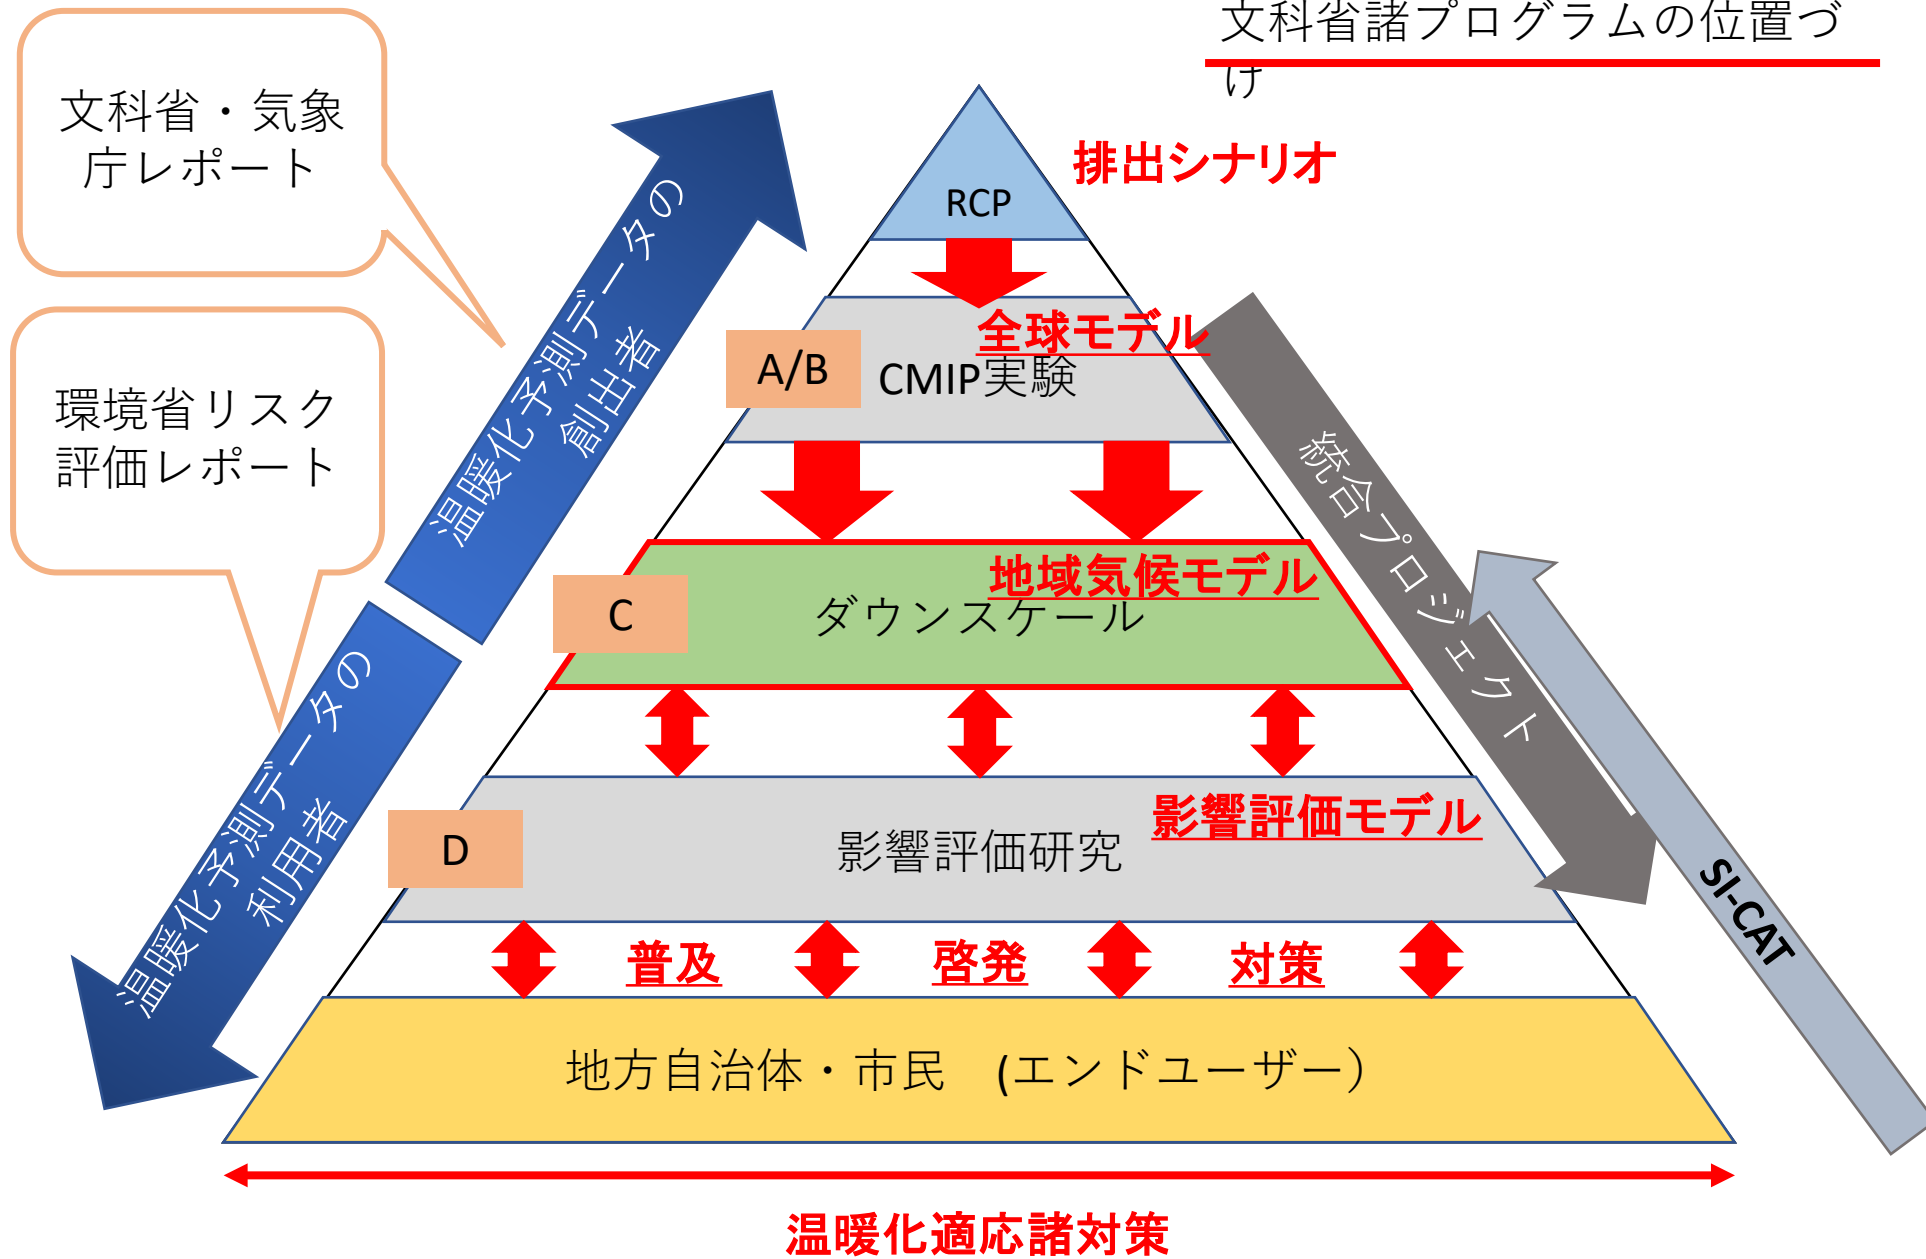 文科省諸プログラムの位置づ
け
文科省・気象
庁レポート
環境省リスク
評価レポート
温暖化予測データの
創出者
温暖化予測データの
利用者
排出シナリオ
RCP
全球モデル
A/B
CMIP実験
統合プロジェクト
地域気候モデル
C
ダウンスケール
影響評価モデル
D
影響評価研究
SI-CAT
普及
啓発
対策
地方自治体・市民　(エンドユーザー）
温暖化適応諸対策